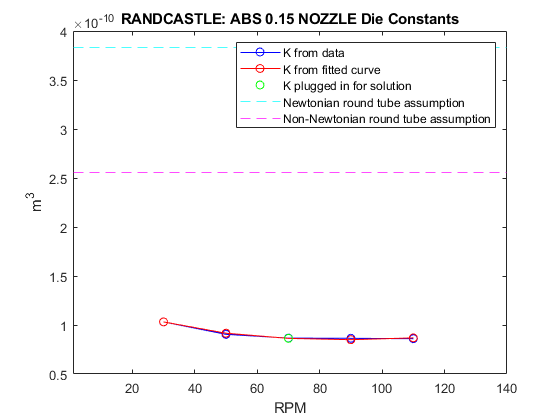 ×10⁻¹⁰ RANDCASTLE: ABS 0.15 NOZZLE Die Constants
K from data
K from fitted curve
K plugged in for solution
Newtonian round tube assumption
Non-Newtonian round tube assumption
4
3.5
3
2.5
2
1.5
1
0.5
m³
20 40 60 80 100 120 140
RPM